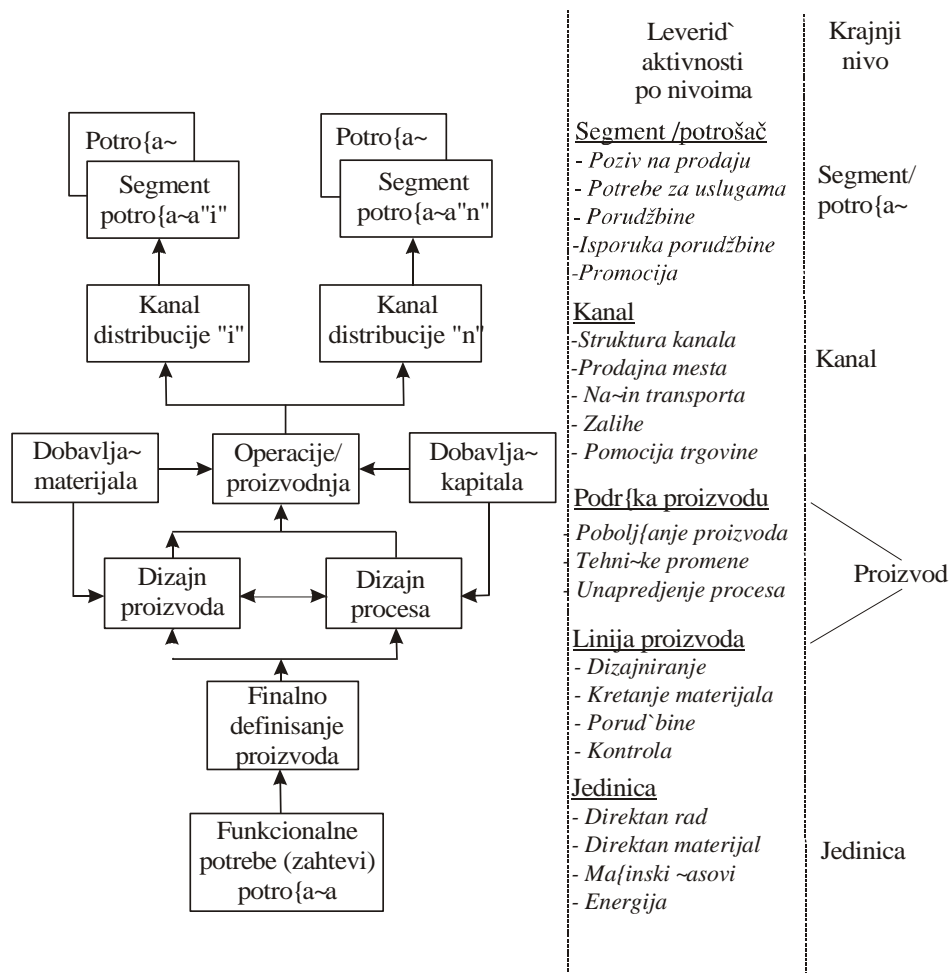 Leverid`
aktivnosti
po nivoima
Krajnji
nivo
Potro{a~
Segment
potro{a~a"i"
Potro{a~
Segment
potro{a~a"n"
Kanal
distribucije "i"
Kanal
distribucije "n"
Dobavlja~
materijala
Operacije/
proizvodnja
Dobavlja~
kapitala
Dizajn
proizvoda
Dizajn
procesa
Finalno
definisanje
proizvoda
Funkcionalne
potrebe (zahtevi)
potro{a~a
Segment /potrošač
- Poziv na prodaju
- Potrebe za uslugama
- Porudžbine
-Isporuka porudžbine
-Promocija
Kanal
-Struktura kanala
-Prodajna mesta
- Na~in transporta
- Zalihe
- Pomocija trgovine
Podr{ka proizvodu
- Pobolj{anje proizvoda
- Tehni~ke promene
- Unapredjenje procesa
Linija proizvoda
- Dizajniranje
- Kretanje materijala
- Porud`bine
- Kontrola
Jedinica
- Direktan rad
- Direktan materijal
- Ma{inski ~asovi
- Energija
Segment/
potro{a~
Kanal
Proizvod
Jedinica